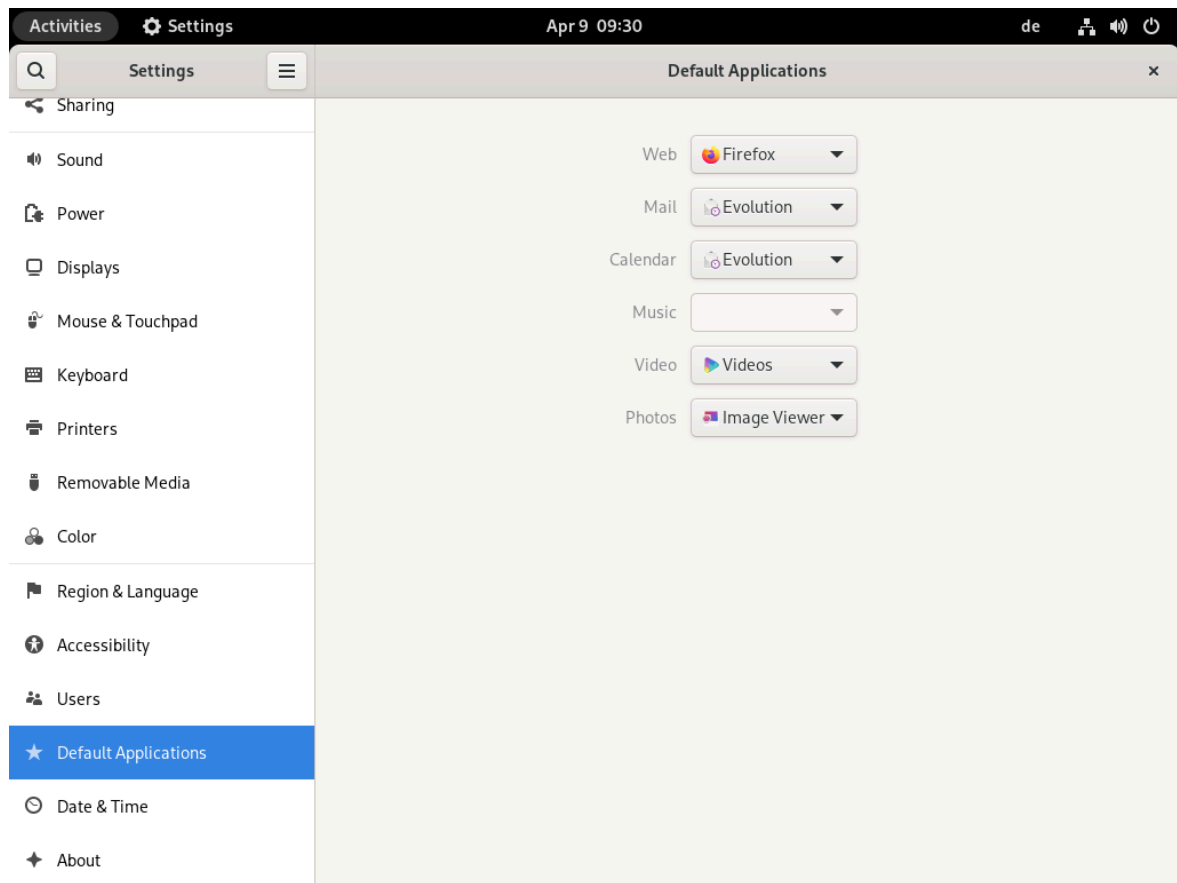 Activities Settings Apr 9 09:30 de
Settings Default Applications
Sharing
Sound
Power
Displays
Mouse & Touchpad
Keyboard
Printers
Removable Media
Color
Region & Language
Accessibility
Users
Default Applications
Date & Time
About
Web Firefox
Mail Evolution
Calendar Evolution
Music
Video Videos
Photos Image Viewer